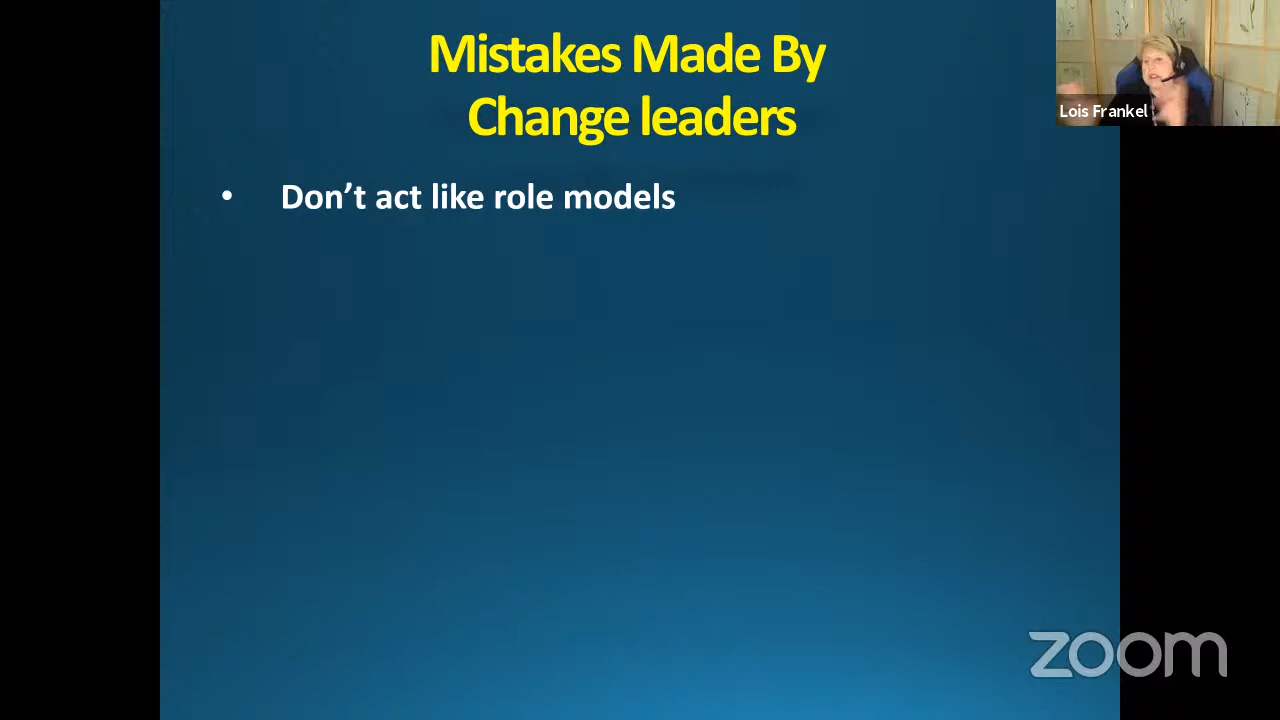 Mistakes Made By
Change leaders
Lois Frankel
• Don’t act like role models
zoom